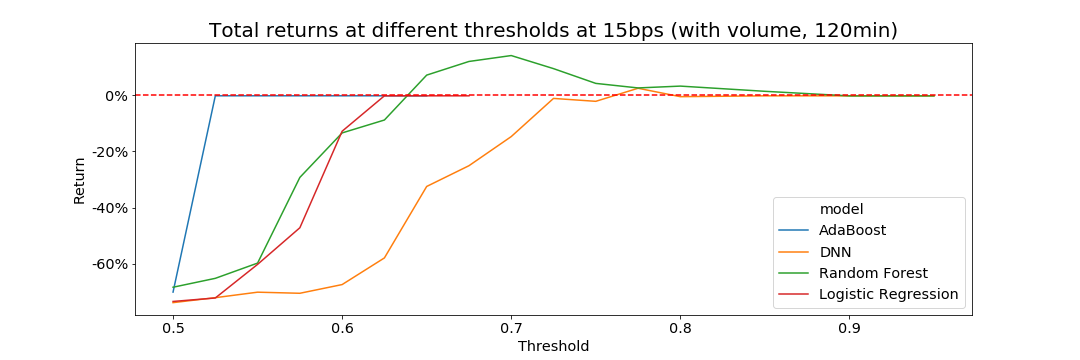 Total returns at different thresholds at 15bps (with volume, 120min)
0%
-20%
-40%
-60%
Return
0.5 0.6 0.7 0.8 0.9
Threshold
model
AdaBoost
DNN
Random Forest
Logistic Regression